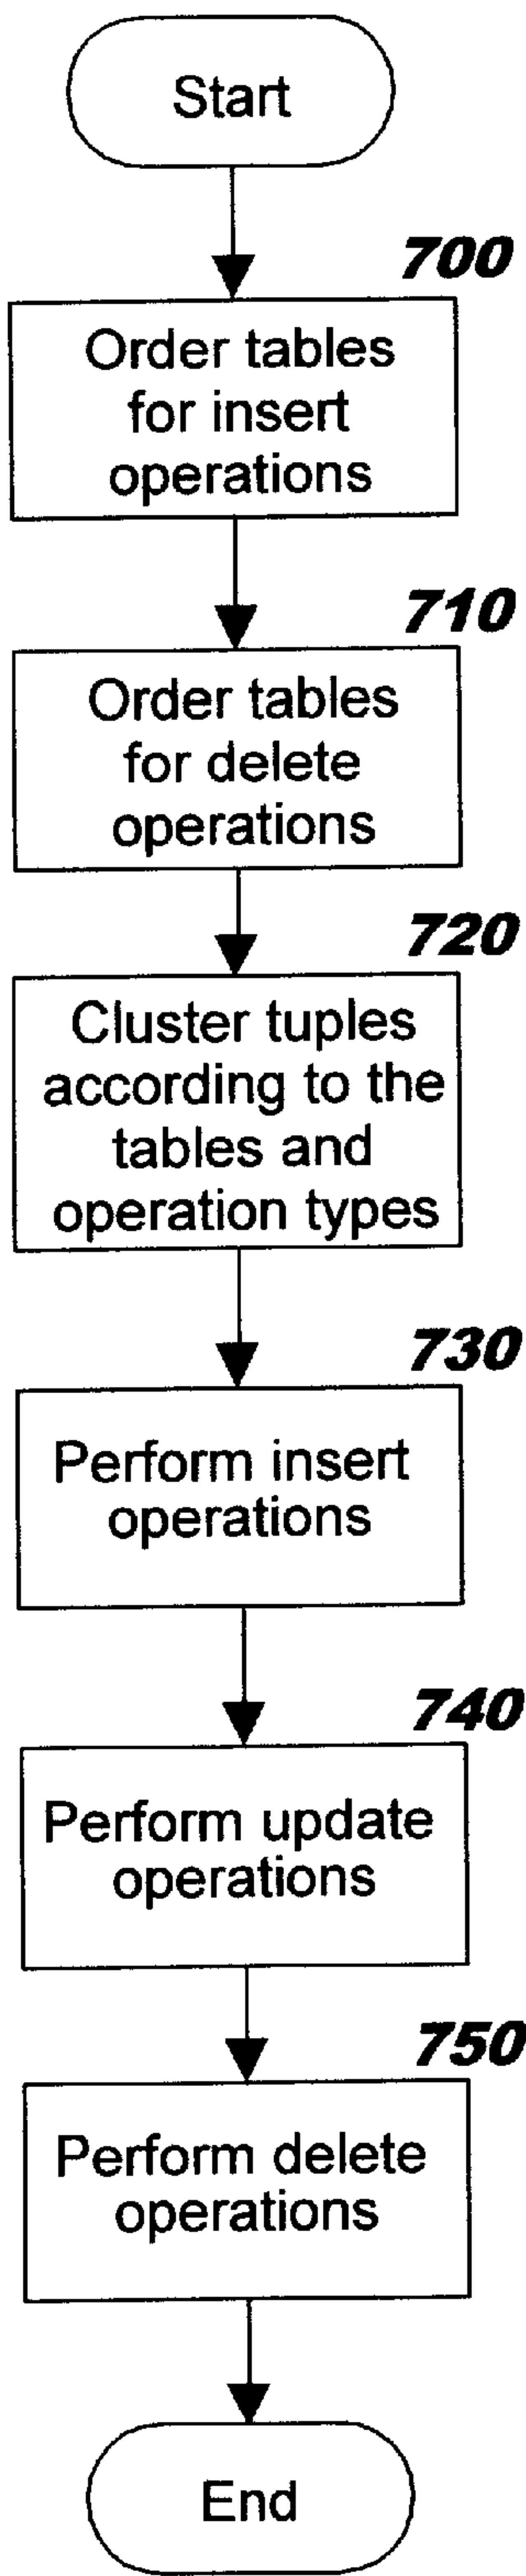 Start
700
Order tables
for insert
operations
710
Order tables
for delete
operations
720
Cluster tuples
according to the
tables and
operation types
730
Perform insert
operations
740
Perform update
operations
750
Perform delete
operations
End